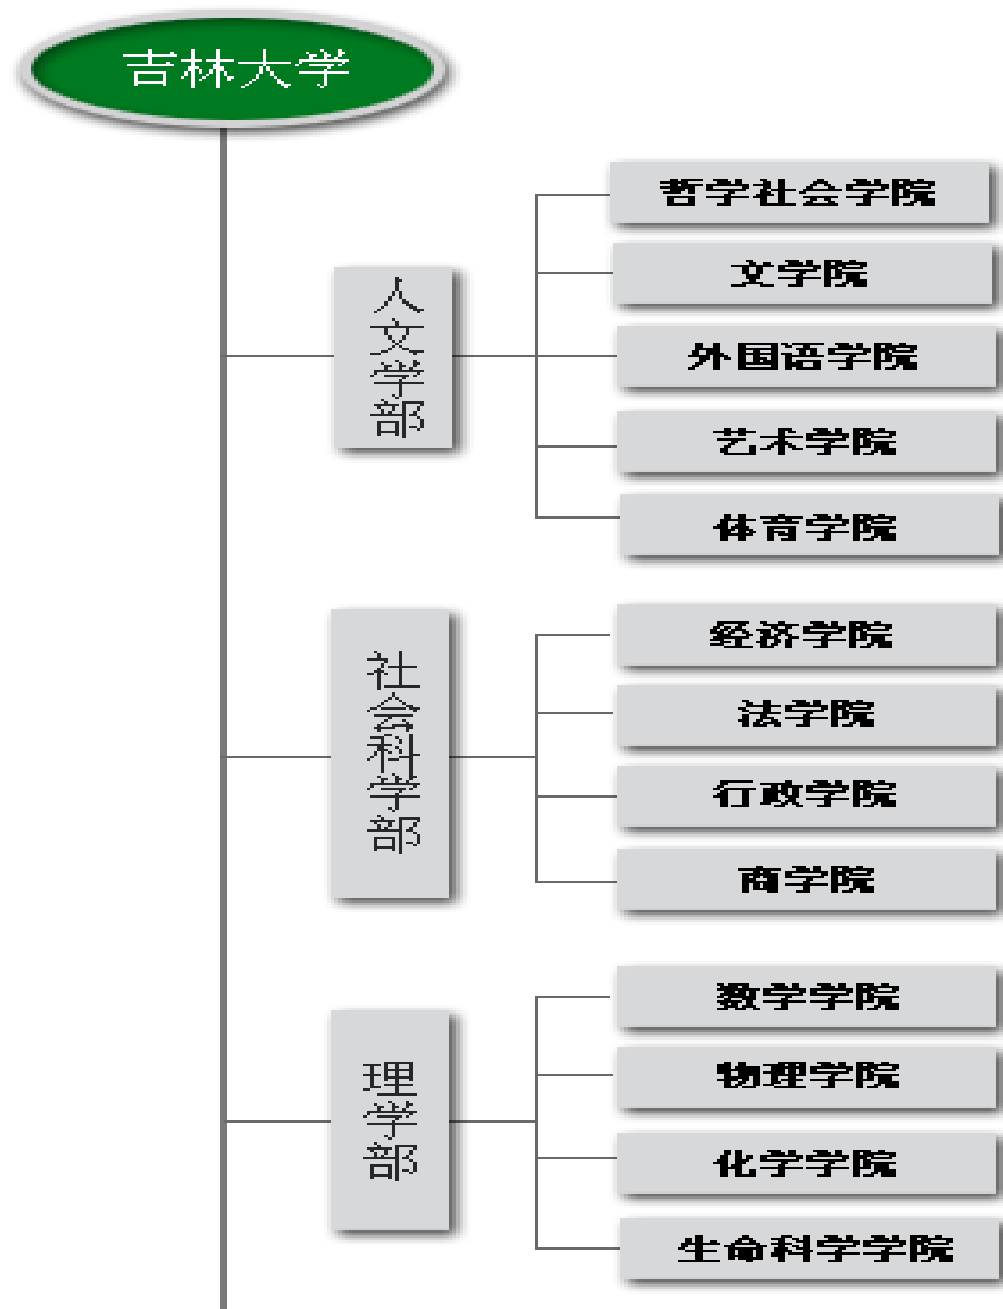 吉林大学
人文学部
哲学社会学院
文学院
外国语学院
艺术学院
体育学院
社会科学部
经济学院
法学院
行政学院
商学院
理学部
数学学院
物理学院
化学学院
生命科学学院